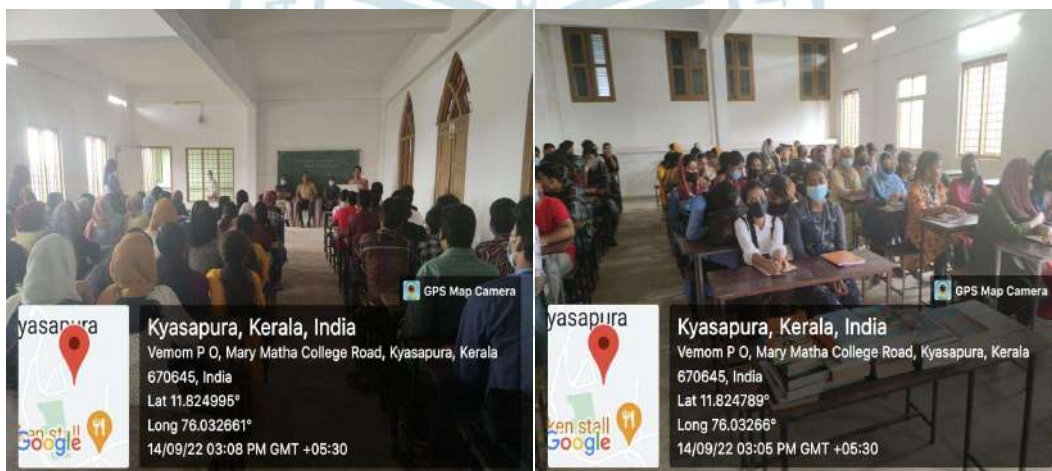 GPS Map Camera
yasapura
Google
Kyasapura, Kerala, India
Vemom P O, Mary Matha College Road, Kyasapura, Kerala
670645, India
Lat 11.824995°
Long 76.032661°
14/09/22 03:08 PM GMT +05:30
GPS Map Camera
yasapura
ken stall
Google
Kyasapura, Kerala, India
Vemom P O, Mary Matha College Road, Kyasapura, Kerala
670645, India
Lat 11.824789°
Long 76.03266°
14/09/22 03:05 PM GMT +05:30